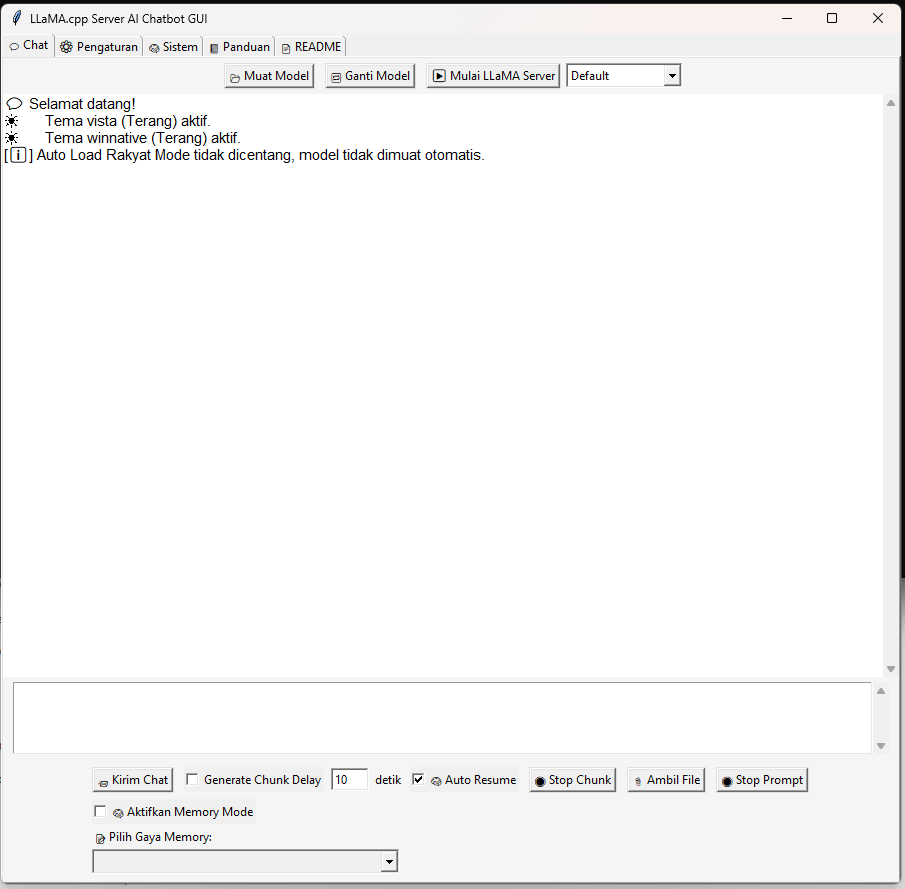 LLaMA.cpp Server AI Chatbot GUI
Chat Pengaturan Sistem Panduan README
Muat Model Ganti Model Mulai LLaMA Server Default
Selamat datang!
Tema vista (Terang) aktif.
Tema winnative (Terang) aktif.
[i] Auto Load Rakyat Mode tidak dicentang, model tidak dimuat otomatis.
Kirim Chat Generate Chunk Delay 10 detik Auto Resume Stop Chunk Ambil File Stop Prompt
Aktifkan Memory Mode
Pilih Gaya Memory: